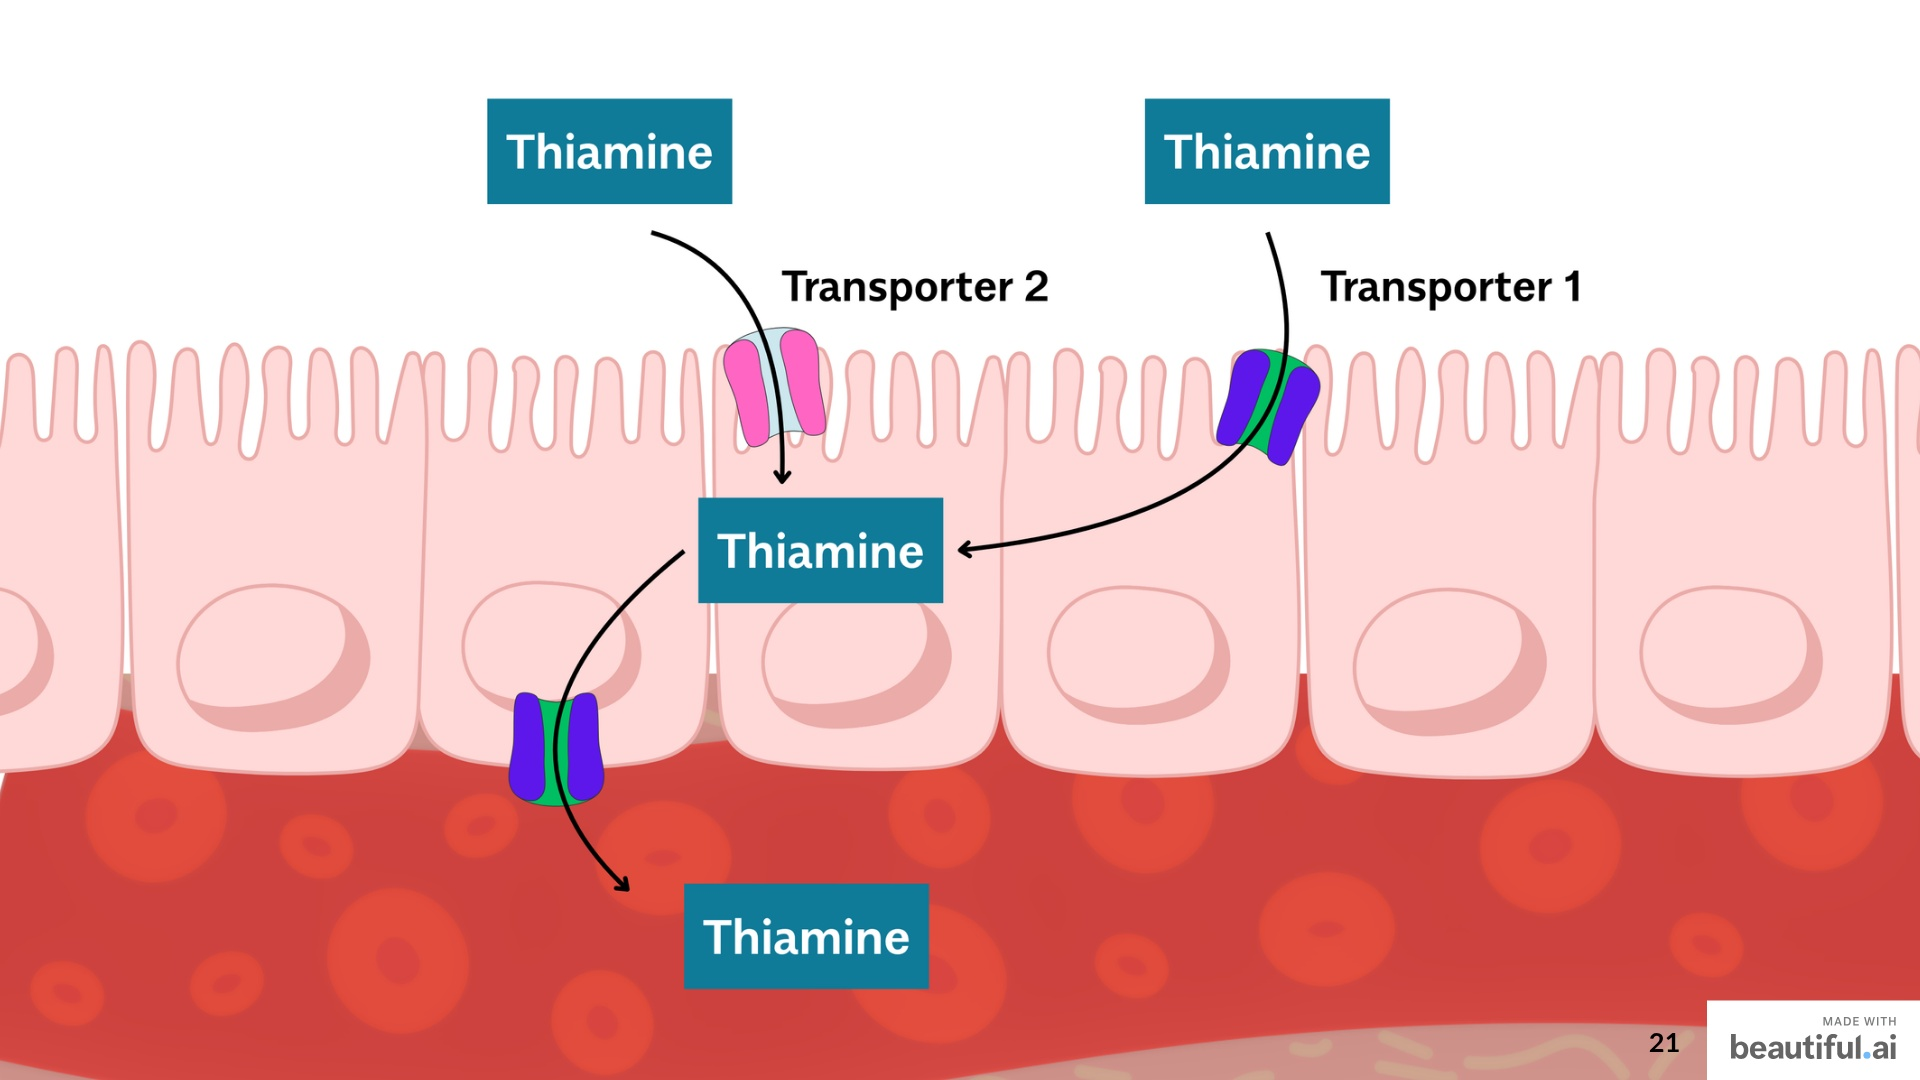 Thiamine
Thiamine
Transporter 2
Transporter 1
Thiamine
Thiamine
21
MADE WITH
beautiful.ai